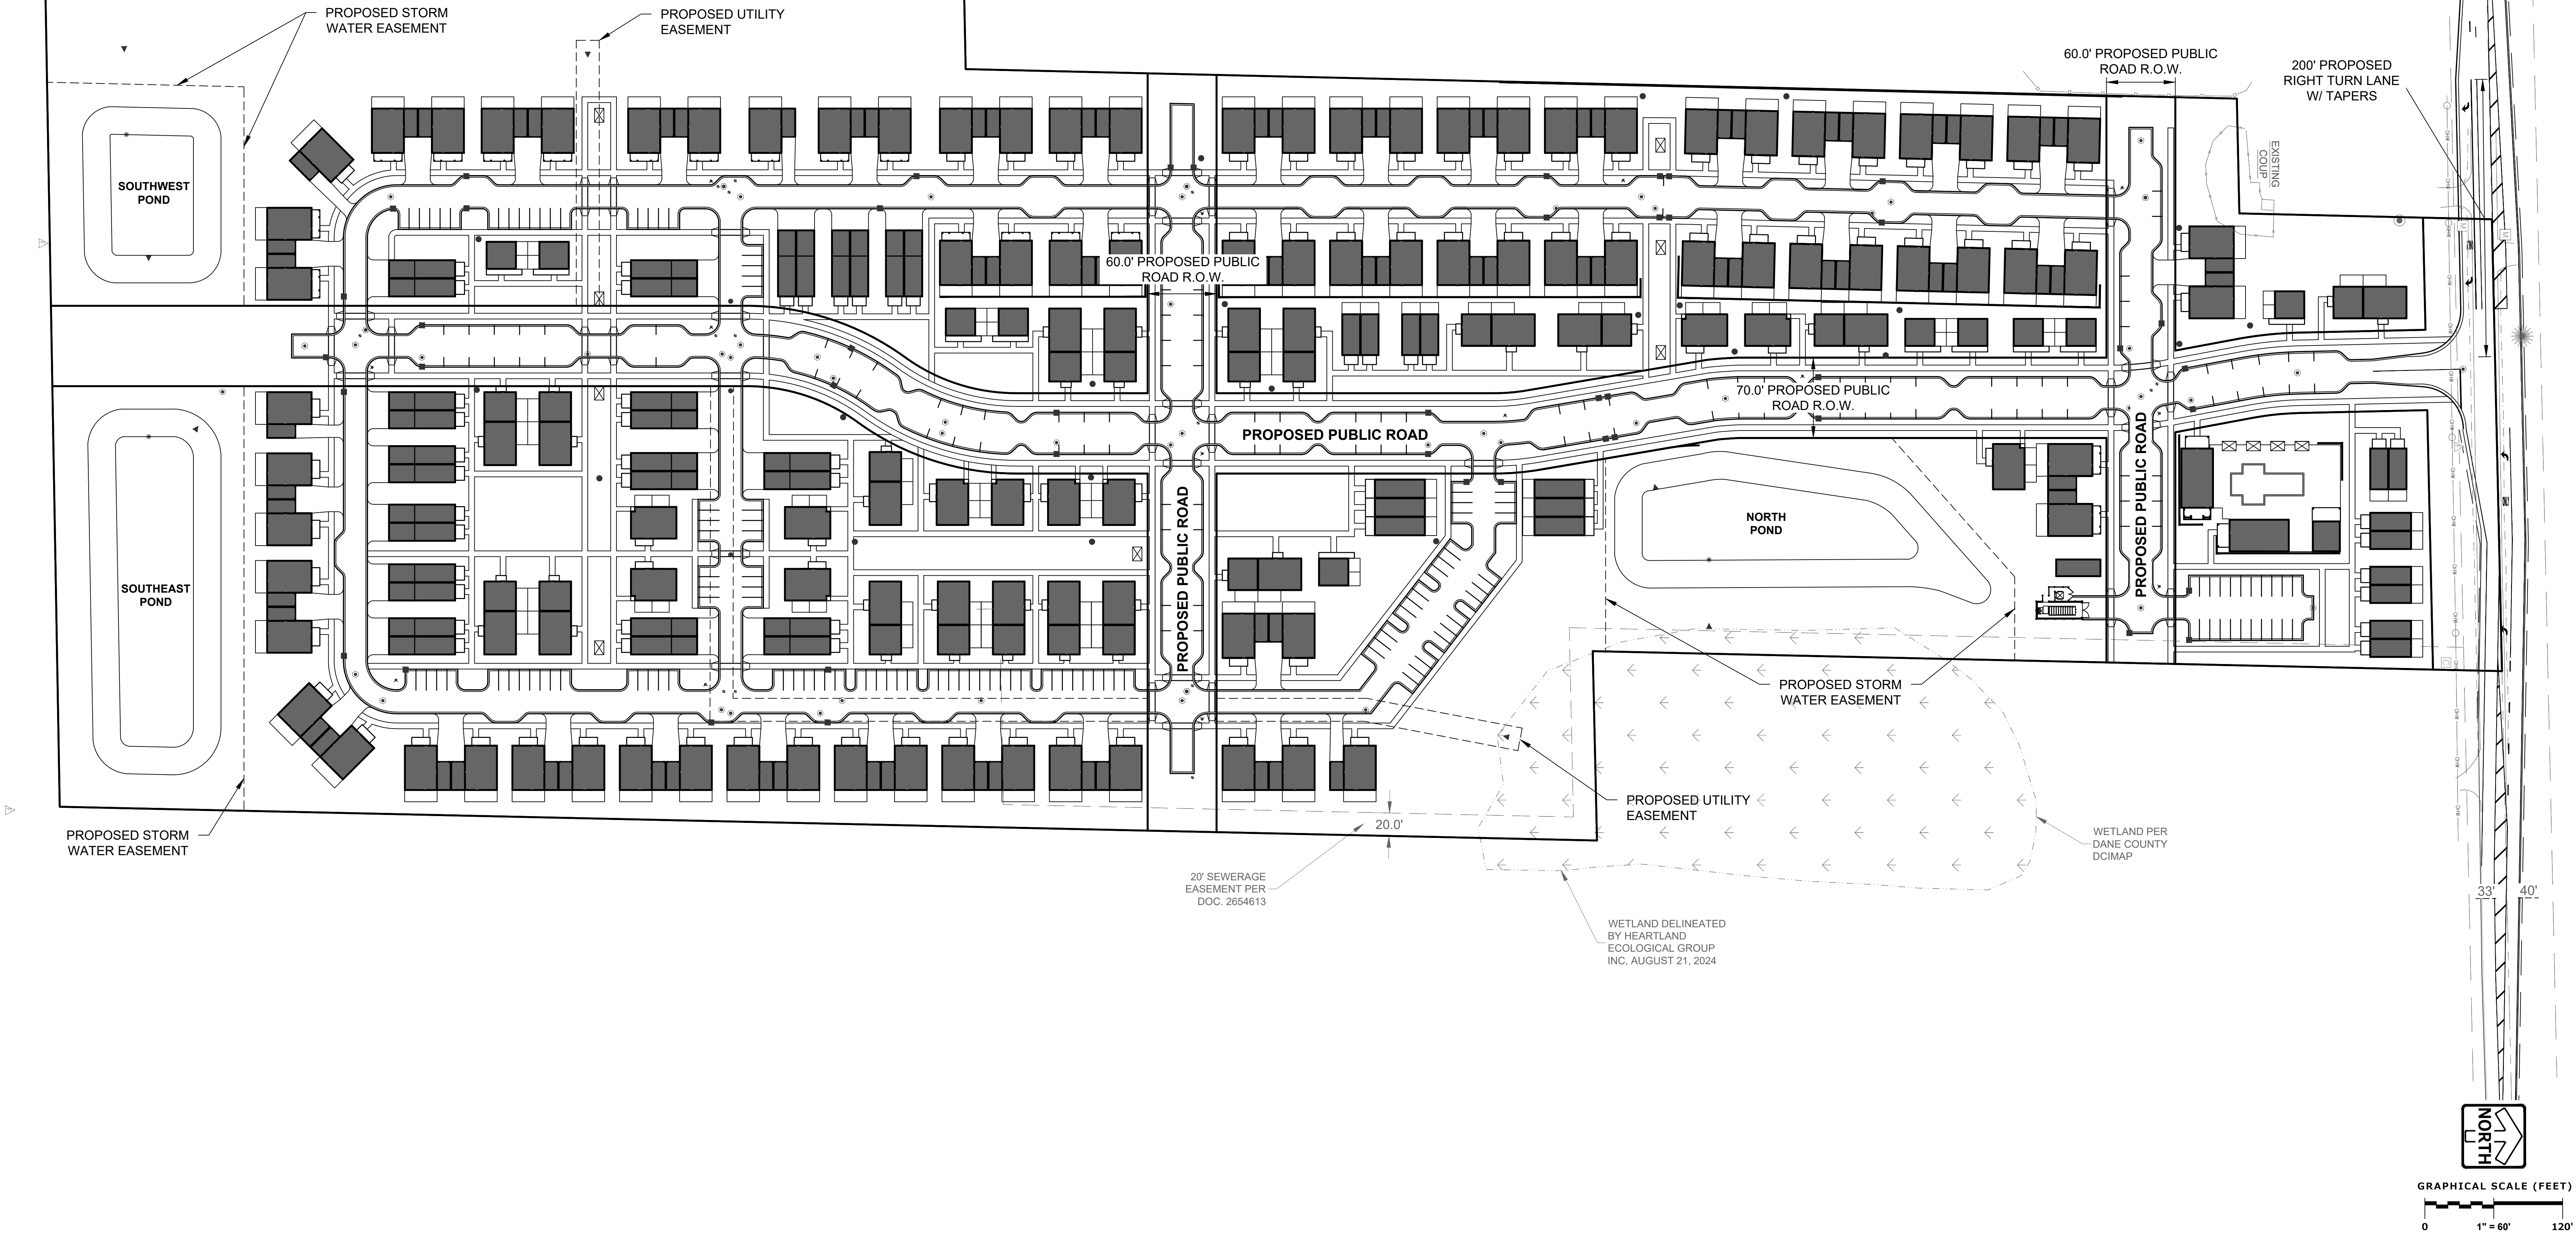 PROPOSED STORM
WATER EASEMENT
PROPOSED UTILITY
EASEMENT
60.0' PROPOSED PUBLIC
ROAD R.O.W.
200' PROPOSED
RIGHT TURN LANE
W/ TAPERS
SOUTHWEST
POND
EXISTING
COUP
60.0' PROPOSED PUBLIC
ROAD R.O.W.
70.0' PROPOSED PUBLIC
ROAD R.O.W.
PROPOSED PUBLIC ROAD
PROPOSED PUBLIC ROAD
PROPOSED PUBLIC ROAD
NORTH
POND
SOUTHEAST
POND
PROPOSED STORM
WATER EASEMENT
PROPOSED UTILITY
EASEMENT
20.0'
PROPOSED STORM
WATER EASEMENT
WETLAND PER
DANE COUNTY
DCIMAP
20' SEWERAGE
EASEMENT PER
DOC. 2654613
33' 40'
WETLAND DELINEATED
BY HEARTLAND
ECOLOGICAL GROUP
INC, AUGUST 21, 2024
NORTH
GRAPHICAL SCALE (FEET)
0 1" = 60' 120'